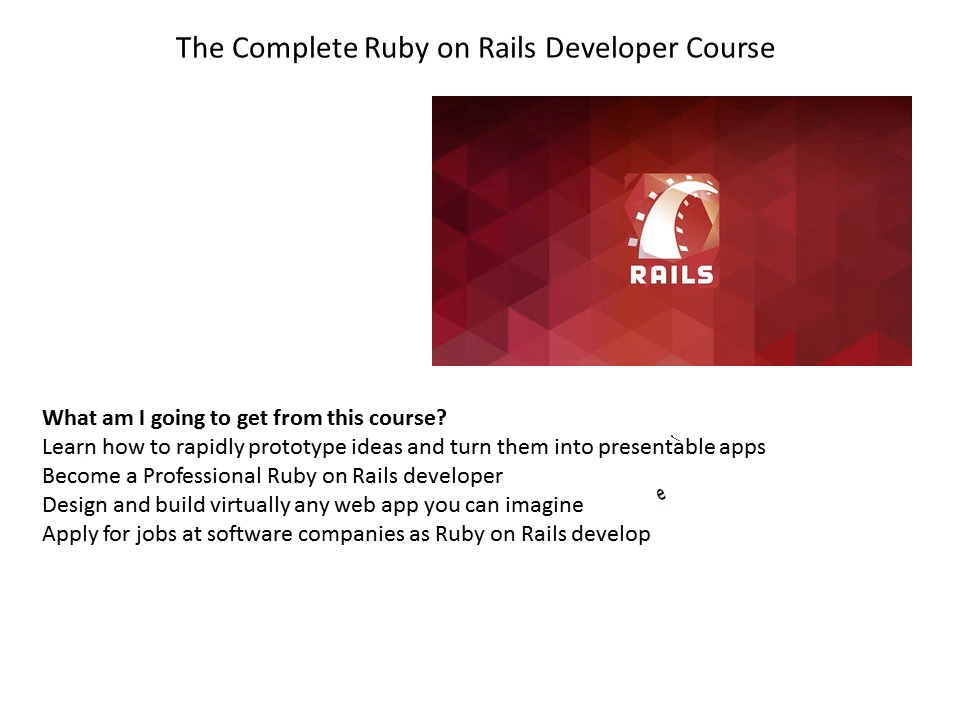 The Complete Ruby on Rails Developer Course
RAILS
What am I going to get from this course?
Learn how to rapidly prototype ideas and turn them into presentable apps
Become a Professional Ruby on Rails developer
Design and build virtually any web app you can imagine
Apply for jobs at software companies as Ruby on Rails develop
e